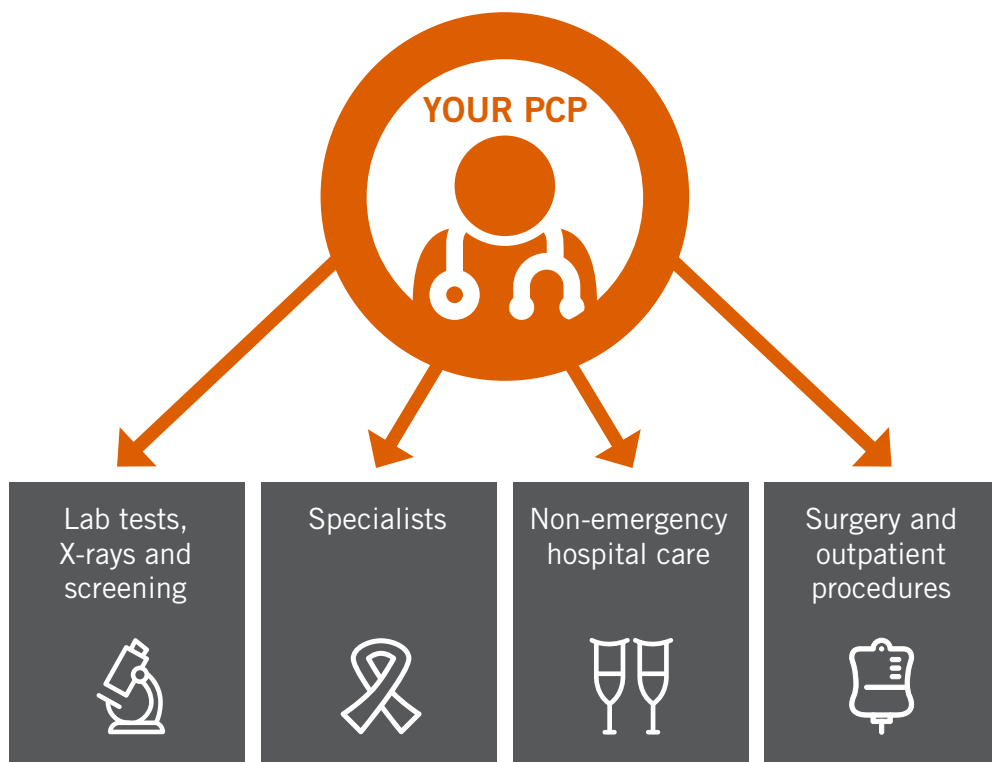 YOUR PCP
Lab tests,
X-rays and
screening
Specialists
Non-emergency
hospital care
Surgery and
outpatient
procedures